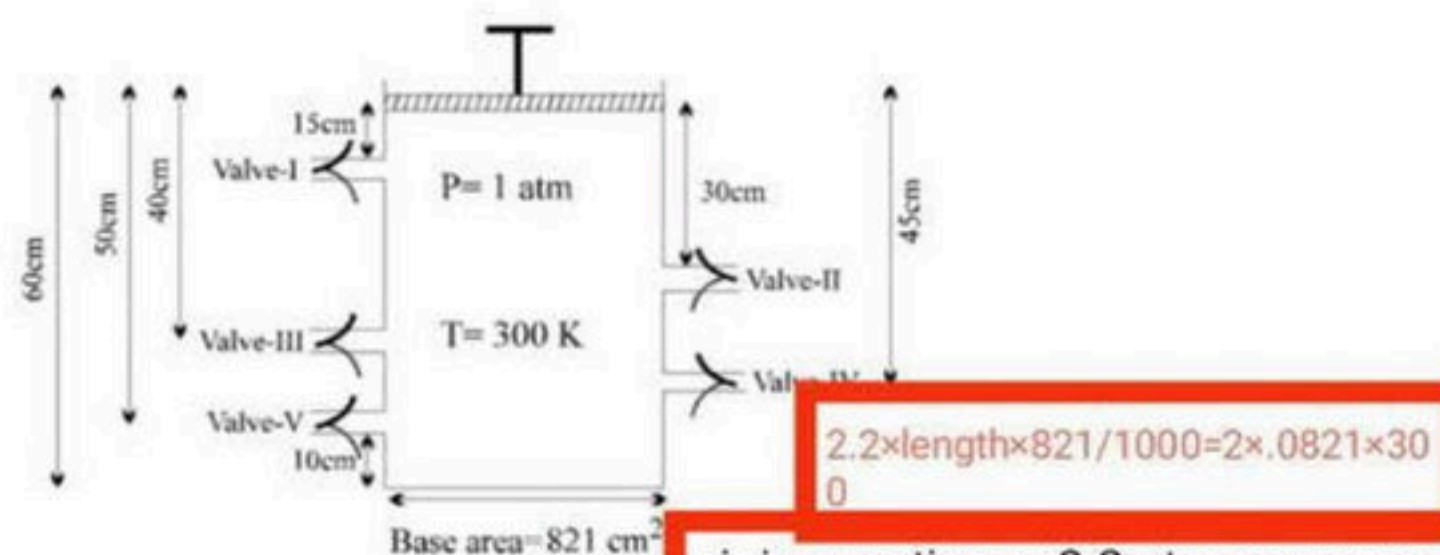 15cm
Valve-I
P= 1 atm
30cm
40cm
50cm
60cm
45cm
Valve-II
Valve-III
T= 300 K
Valve-V
10cm
2.2×length×821/1000=2×.0821×30
0
Base area=821 cm²